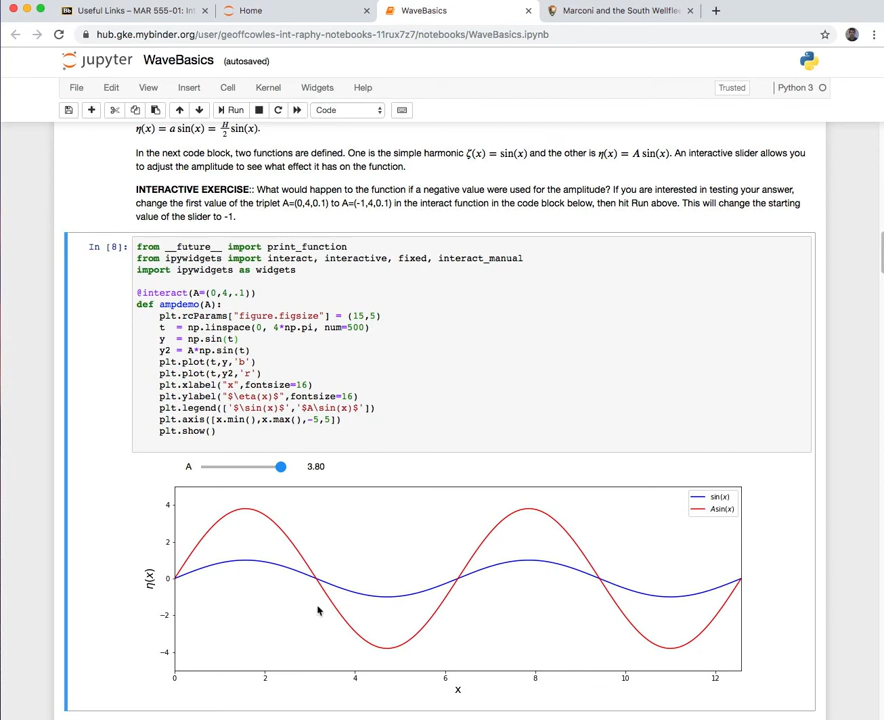 Useful Links – MAR 555-01: Int
Home
WaveBasics
Marconi and the South Wellflee
hub.gke.mybinder.org/user/geoffcowles-int-raphy-notebooks-11rux7z7/notebooks/WaveBasics.ipynb
jupyter WaveBasics (autosaved)
File Edit View Insert Cell Kernel Widgets Help Trusted Python 3
Run Code
η(x) = a sin(x) = H/2 sin(x).
In the next code block, two functions are defined. One is the simple harmonic ζ(x) = sin(x) and the other is η(x) = A sin(x). An interactive slider allows you
to adjust the amplitude to see what effect it has on the function.
INTERACTIVE EXERCISE:: What would happen to the function if a negative value were used for the amplitude? If you are interested in testing your answer,
change the first value of the triplet A=(0,4,0.1) to A=(-1,4,0.1) in the interact function in the code block below, then hit Run above. This will change the starting
value of the slider to -1.
In [8]:
from __future__ import print_function
from ipywidgets import interact, interactive, fixed, interact_manual
import ipywidgets as widgets
@interact(A=(0,4,.1))
def ampdemo(A):
plt.rcParams["figure.figsize"] = (15,5)
t = np.linspace(0, 4*np.pi, num=500)
y = np.sin(t)
y2 = A*np.sin(t)
plt.plot(t,y,'b')
plt.plot(t,y2,'r')
plt.xlabel("x",fontsize=16)
plt.ylabel("$\eta(x)$",fontsize=16)
plt.legend(['$\sin(x)$','$A\sin(x)$'])
plt.axis([x.min(),x.max(),-5,5])
plt.show()
A 3.80
sin(x)
Asin(x)
4
2
0
−2
−4
η(x)
0 2 4 6 8 10 12
x